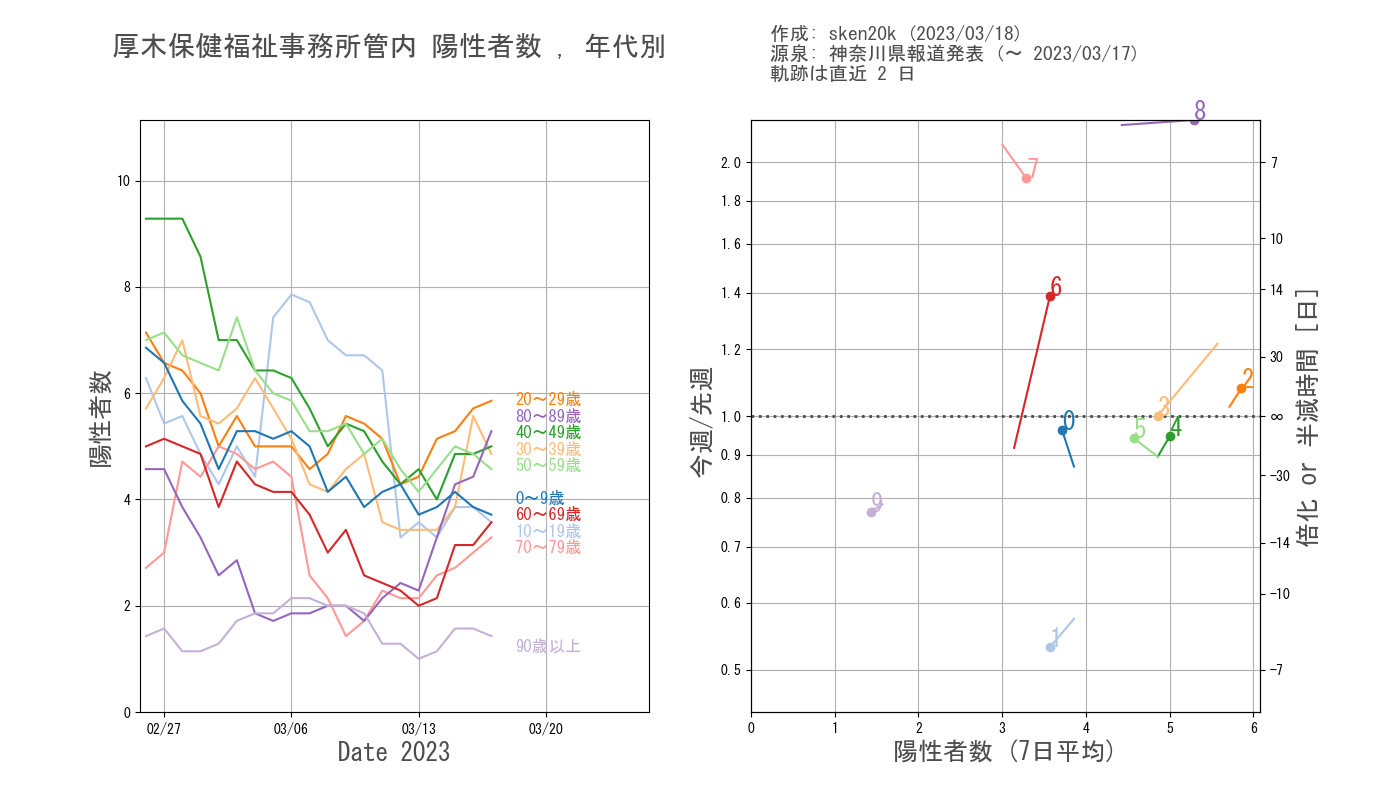 厚木保健福祉事務所管内 陽性者数 , 年代別
作成: sken20k (2023/03/18)
源泉: 神奈川県報道発表 (〜 2023/03/17)
軌跡は直近 2 日
陽性者数
10
8
6
4
2
0
02/27
03/06
03/13
03/20
Date 2023
20〜29歳
80〜89歳
40〜49歳
30〜39歳
50〜59歳
0〜9歳
60〜69歳
10〜19歳
70〜79歳
90歳以上
今週/先週
2.0
1.8
1.6
1.4
1.2
1.0
0.9
0.8
0.7
0.6
0.5
8
7
6
2
3
0
5
4
9
1
0
1
2
3
4
5
6
陽性者数 (7日平均)
7
10
14
30
∞
−30
−14
−10
−7
倍化 or 半減時間 [日]